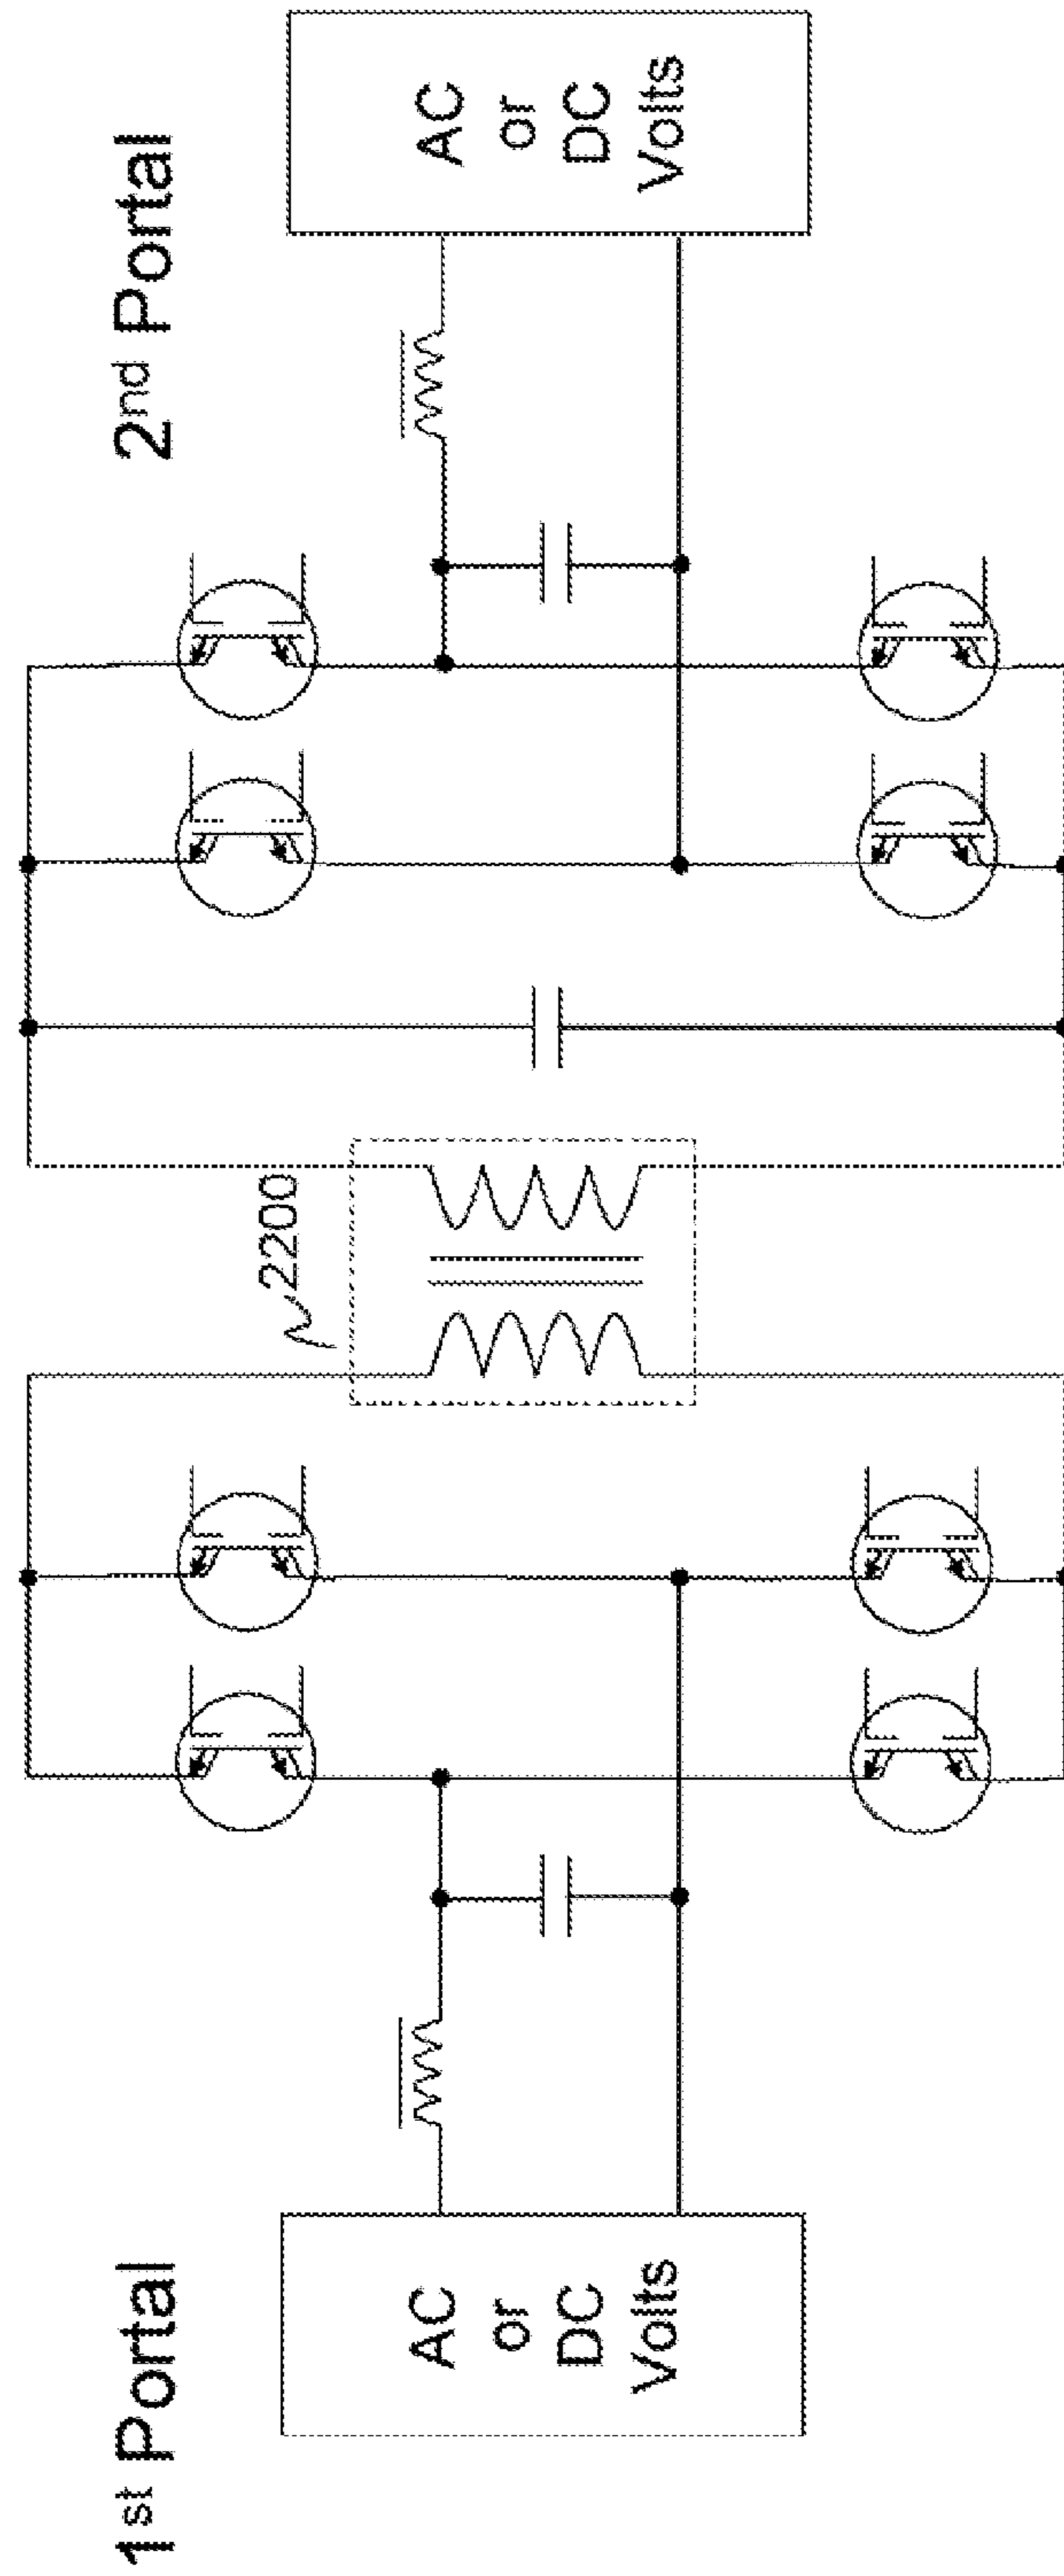 1st Portal
2nd Portal
2200
AC
or
DC
Volts
AC
or
DC
Volts